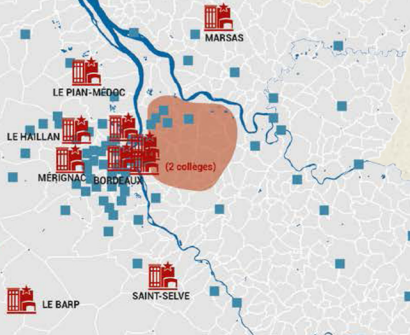 MARSAS
LE PIAN-MÉDOC
LE HAILLAN
(2 collèges)
MÉRIGNAC
BORDEAUX
SAINT-SELVE
LE BARP